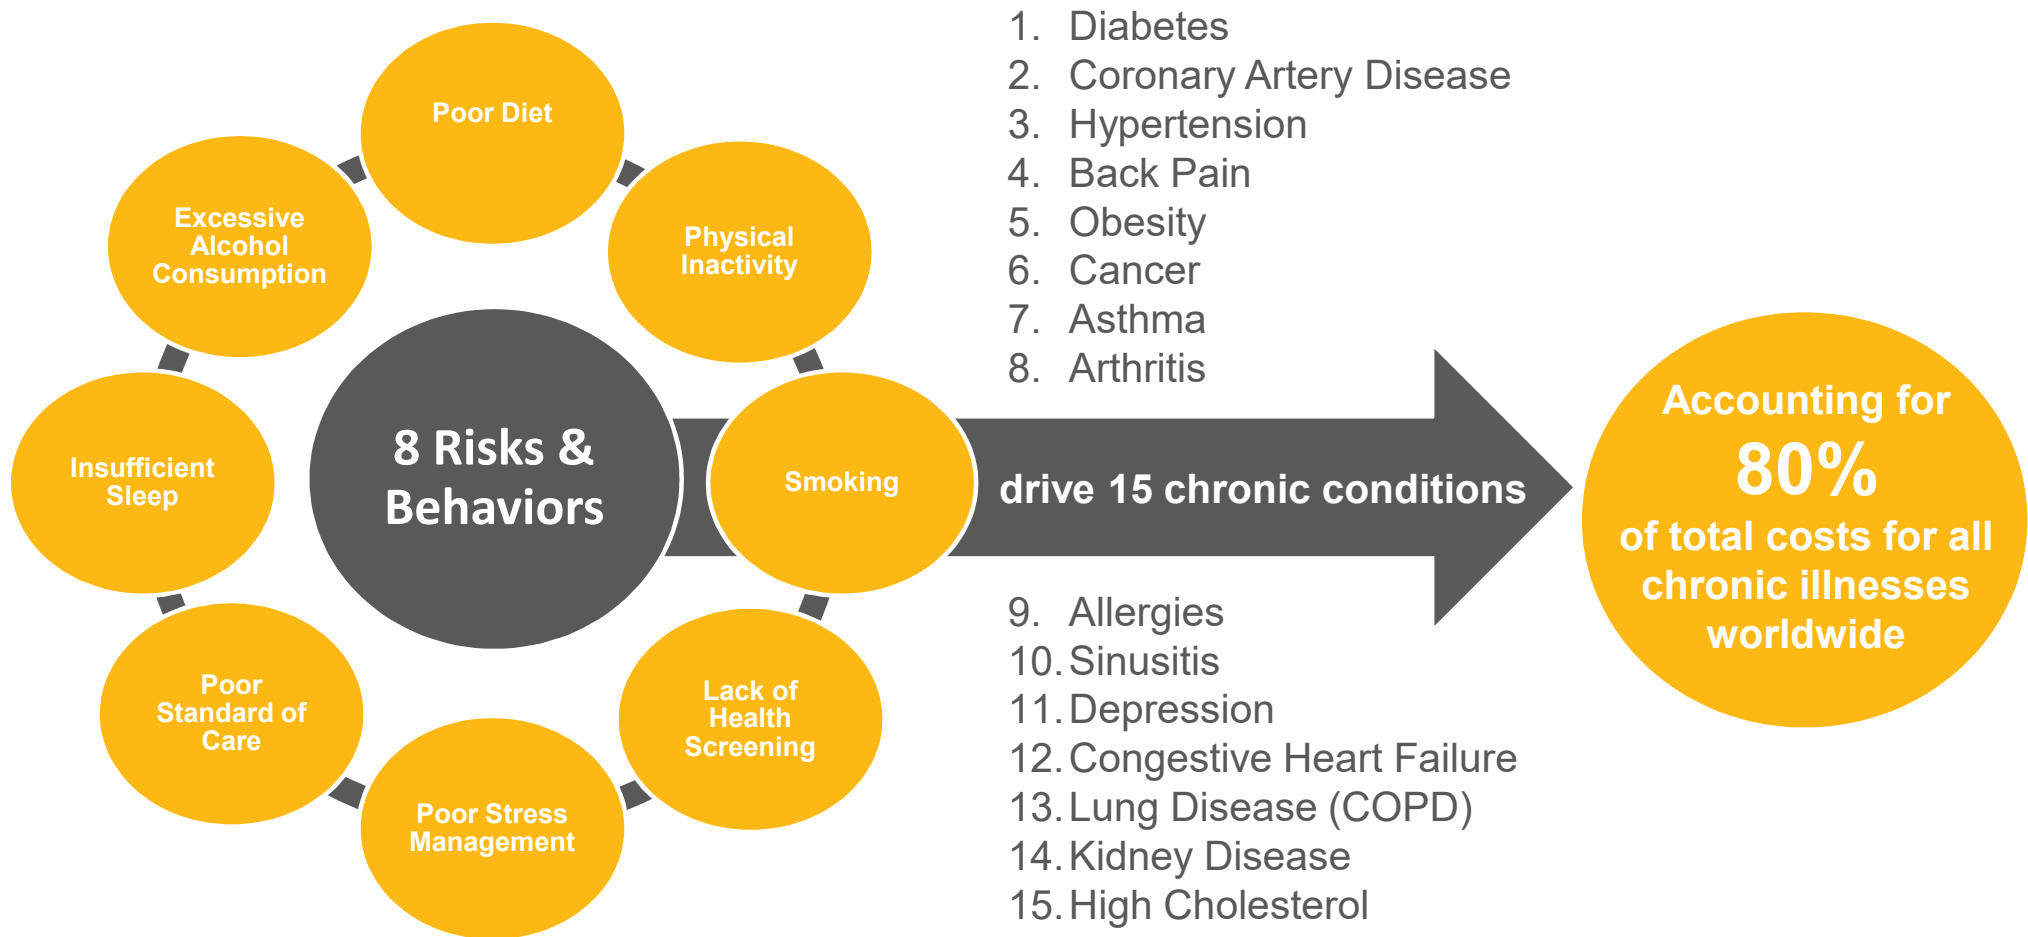 Poor Diet
Physical
Inactivity
Smoking
Lack of
Health
Screening
Poor Stress
Management
Poor
Standard of
Care
Insufficient
Sleep
Excessive
Alcohol
Consumption
8 Risks &
Behaviors
1. Diabetes
2. Coronary Artery Disease
3. Hypertension
4. Back Pain
5. Obesity
6. Cancer
7. Asthma
8. Arthritis
drive 15 chronic conditions
9. Allergies
10. Sinusitis
11. Depression
12. Congestive Heart Failure
13. Lung Disease (COPD)
14. Kidney Disease
15. High Cholesterol
Accounting for
80%
of total costs for all
chronic illnesses
worldwide